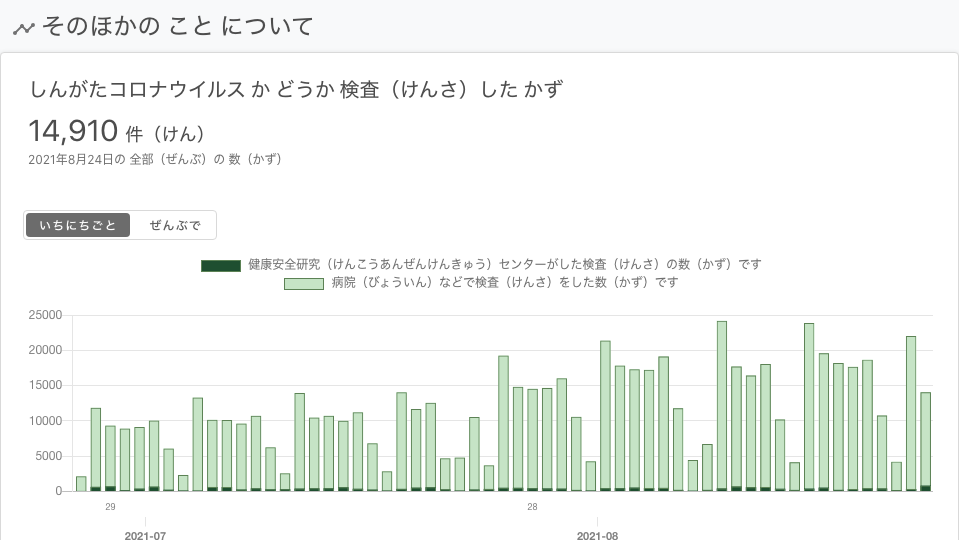 そのほかの こと について
しんがたコロナウイルス か どうか 検査（けんさ）した かず
14,910 件（けん）
2021年8月24日の 全部（ぜんぶ）の 数（かず）
いちにちごと ぜんぶで
健康安全研究（けんこうあんぜんけんきゅう）センターがした検査（けんさ）の数（かず）です
病院（びょういん）などで検査（けんさ）をした数（かず）です
25000
20000
15000
10000
5000
0
29 28
2021-07 2021-08